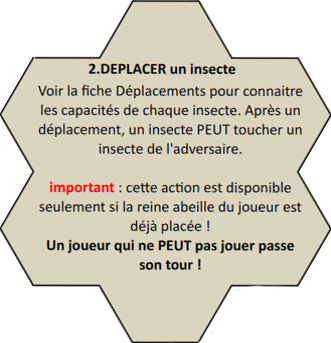 2.DEPLACER un insecte
Voir la fiche Déplacements pour connaitre
les capacités de chaque insecte. Après un
déplacement, un insecte PEUT toucher un
insecte de l'adversaire.
important : cette action est disponible
seulement si la reine abeille du joueur est
déjà placée !
Un joueur qui ne PEUT pas jouer passe
son tour !